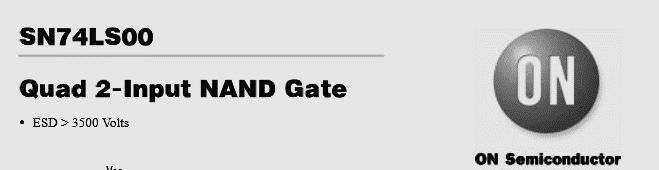 SN74LS00
Quad 2-Input NAND Gate
• ESD > 3500 Volts
ON
ON Semiconductor